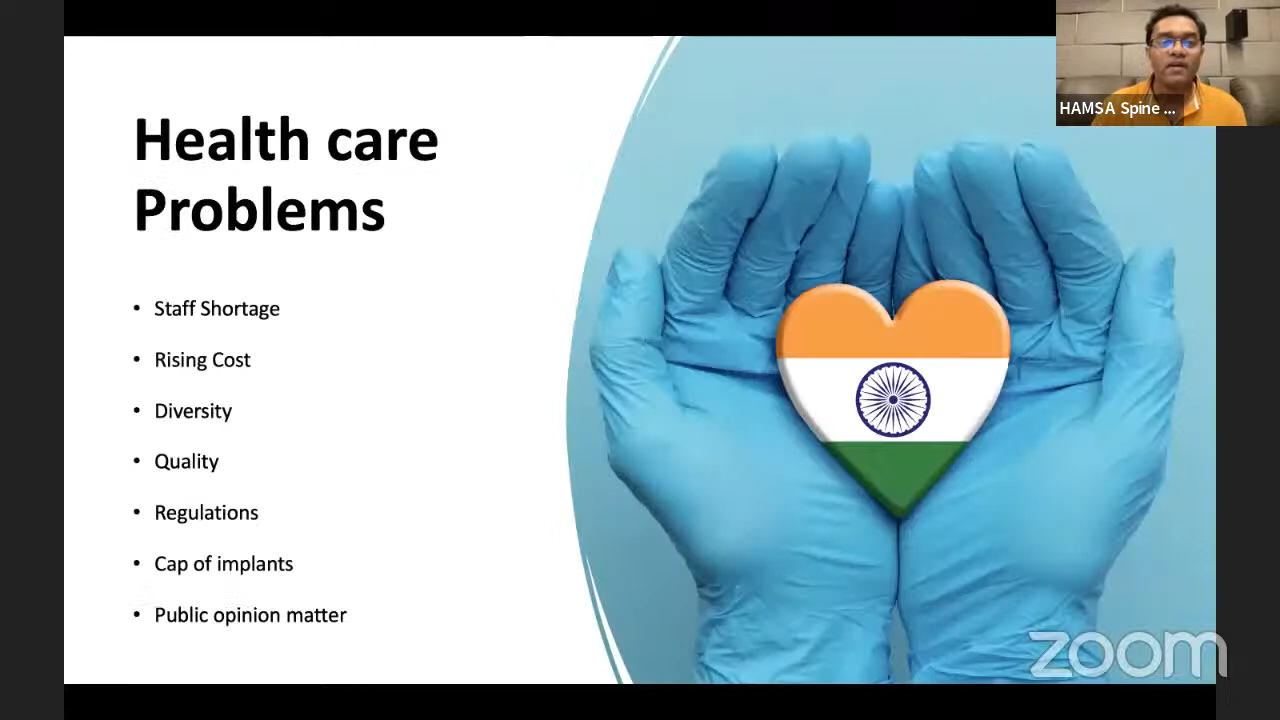 HAMSA Spine ...
Health care
Problems
• Staff Shortage
• Rising Cost
• Diversity
• Quality
• Regulations
• Cap of implants
• Public opinion matter
zoom